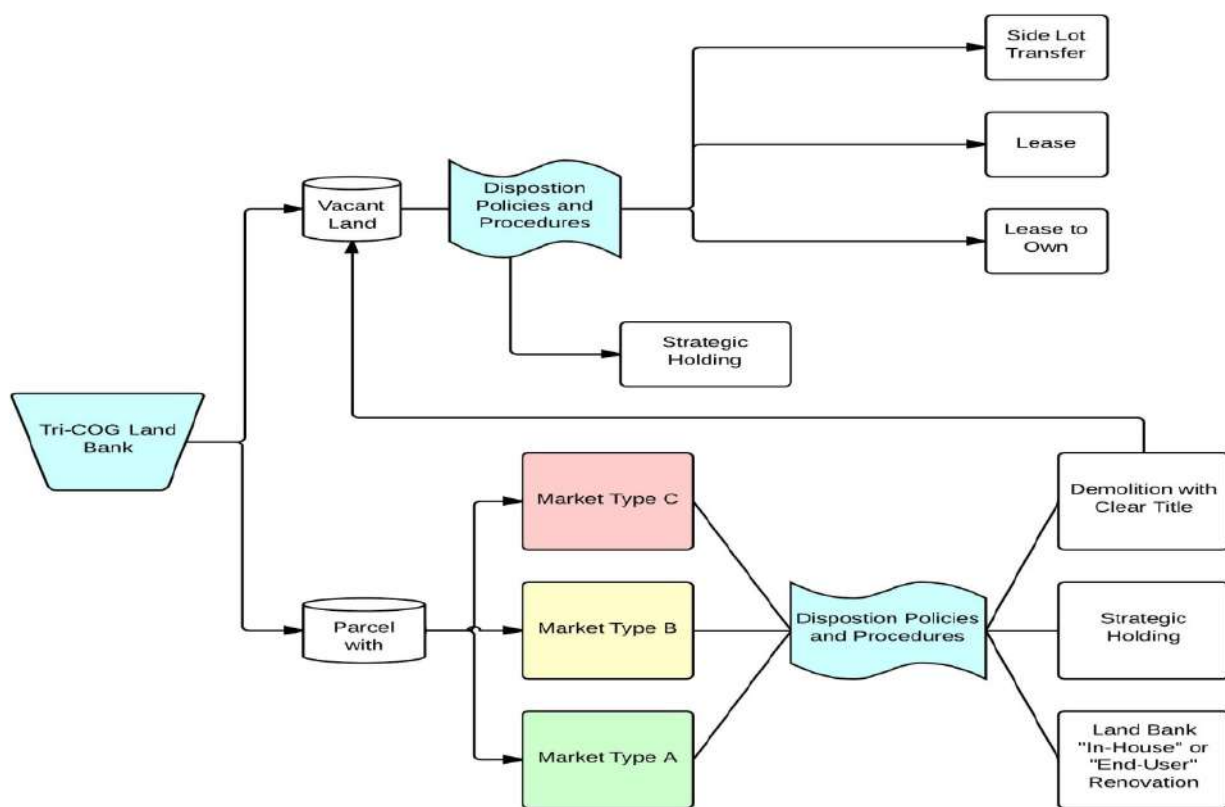 Side Lot
Transfer
Lease
Vacant
Land
Dispostion
Policies and
Procedures
Lease to
Own
Strategic
Holding
Tri-COG Land
Bank
Market Type C
Demolition with
Clear Title
Parcel
with
Market Type B
Dispostion Policies
and Procedures
Strategic
Holding
Market Type A
Land Bank
"In-House" or
"End-User"
Renovation